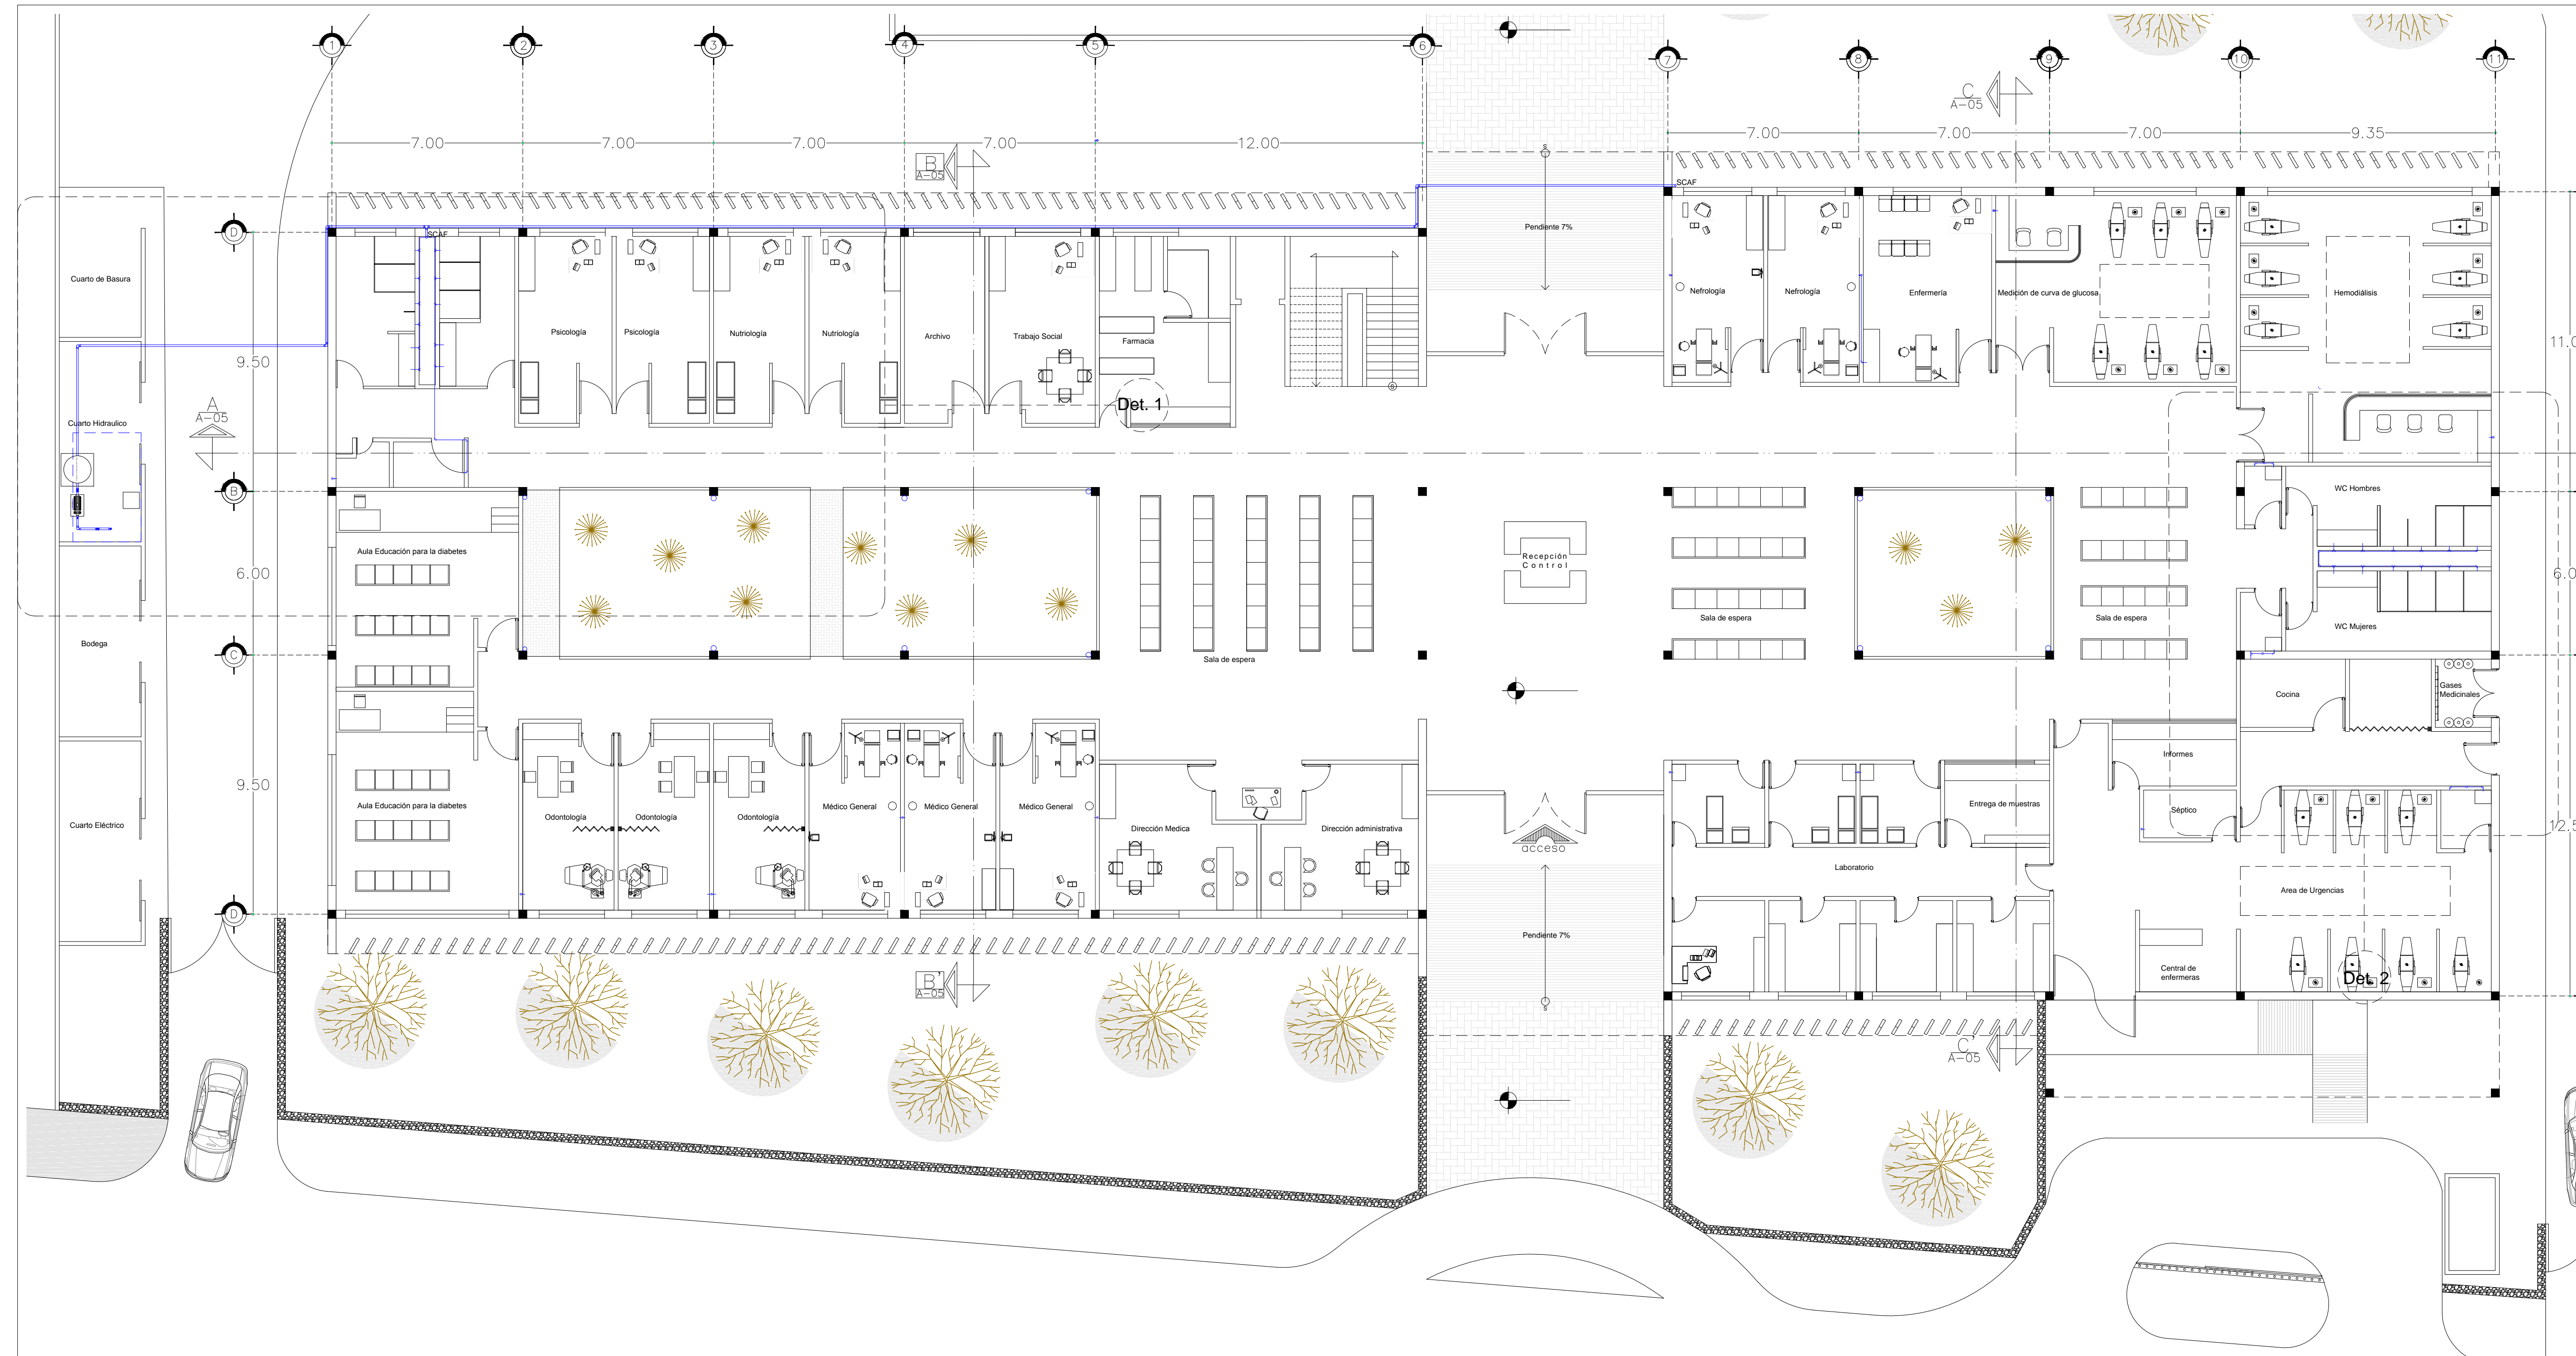 1
2
3
4
5
6
7
8
9
10
11
C
A-05
7.00
7.00
7.00
7.00
12.00
7.00
7.00
7.00
9.35
B
A-05
S
SCAF
SCAF
D
Pendiente 7%
Cuarto de Basura
Nefrología
Nefrología
Enfermería
Medición de curva de glucosa
Hemodiálisis
Psicología
Psicología
Nutriología
Nutriología
Archivo
Trabajo Social
Farmacia
9.50
11.0
A
A-05
Det. 1
Cuarto Hidraulico
B
WC Hombres
Aula Educación para la diabetes
Recepción
Control
6.00
6.0
Sala de espera
Sala de espera
WC Mujeres
Bodega
C
Sala de espera
Cocina
Gases
Medicinales
Informes
9.50
Aula Educación para la diabetes
Médico General
Médico General
Médico General
Entrega de muestras
Séptico
Odontología
Odontología
Odontología
Cuarto Eléctrico
Dirección Medica
Dirección administrativa
12.5
acceso
Laboratorio
Area de Urgencias
D
Pendiente 7%
Central de
enfermeras
Det. 2
B'
A-05
S
C'
A-05